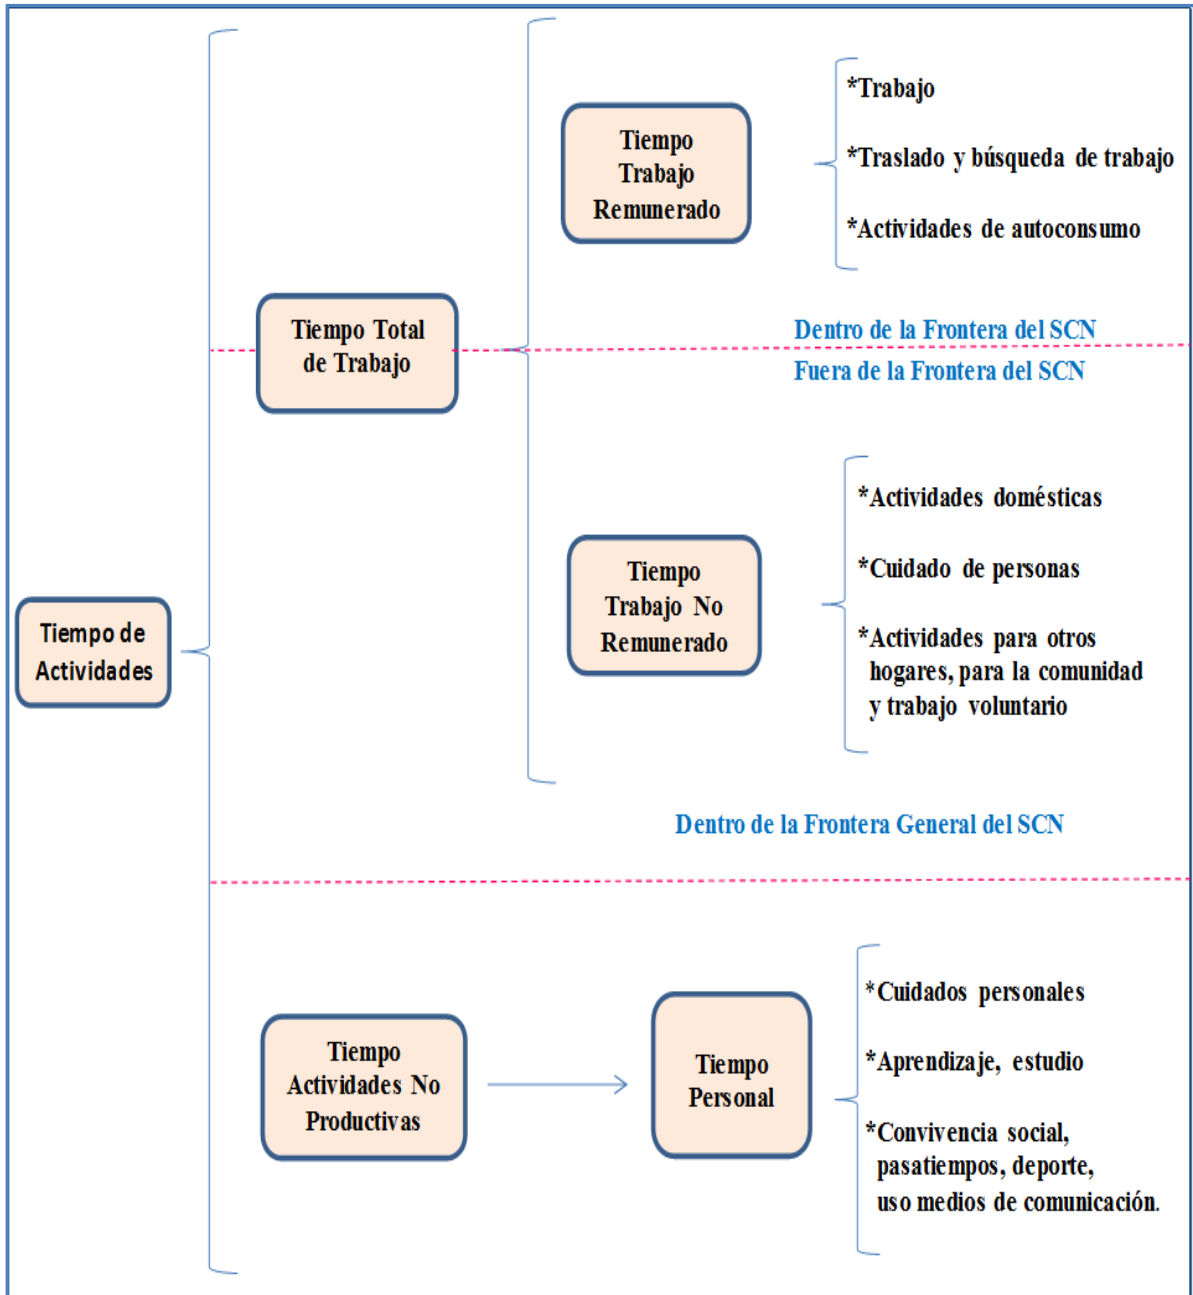 *Trabajo
Tiempo
Trabajo
Remunerado
*Traslado y búsqueda de trabajo
*Actividades de autoconsumo
Tiempo Total
de Trabajo
Dentro de la Frontera del SCN
Fuera de la Frontera del SCN
*Actividades domésticas
Tiempo
Trabajo No
Remunerado
*Cuidado de personas
*Actividades para otros
hogares, para la comunidad
y trabajo voluntario
Tiempo de
Actividades
Dentro de la Frontera General del SCN
*Cuidados personales
Tiempo
Actividades No
Productivas
Tiempo
Personal
*Aprendizaje, estudio
*Convivencia social,
pasatiempos, deporte,
uso medios de comunicación.